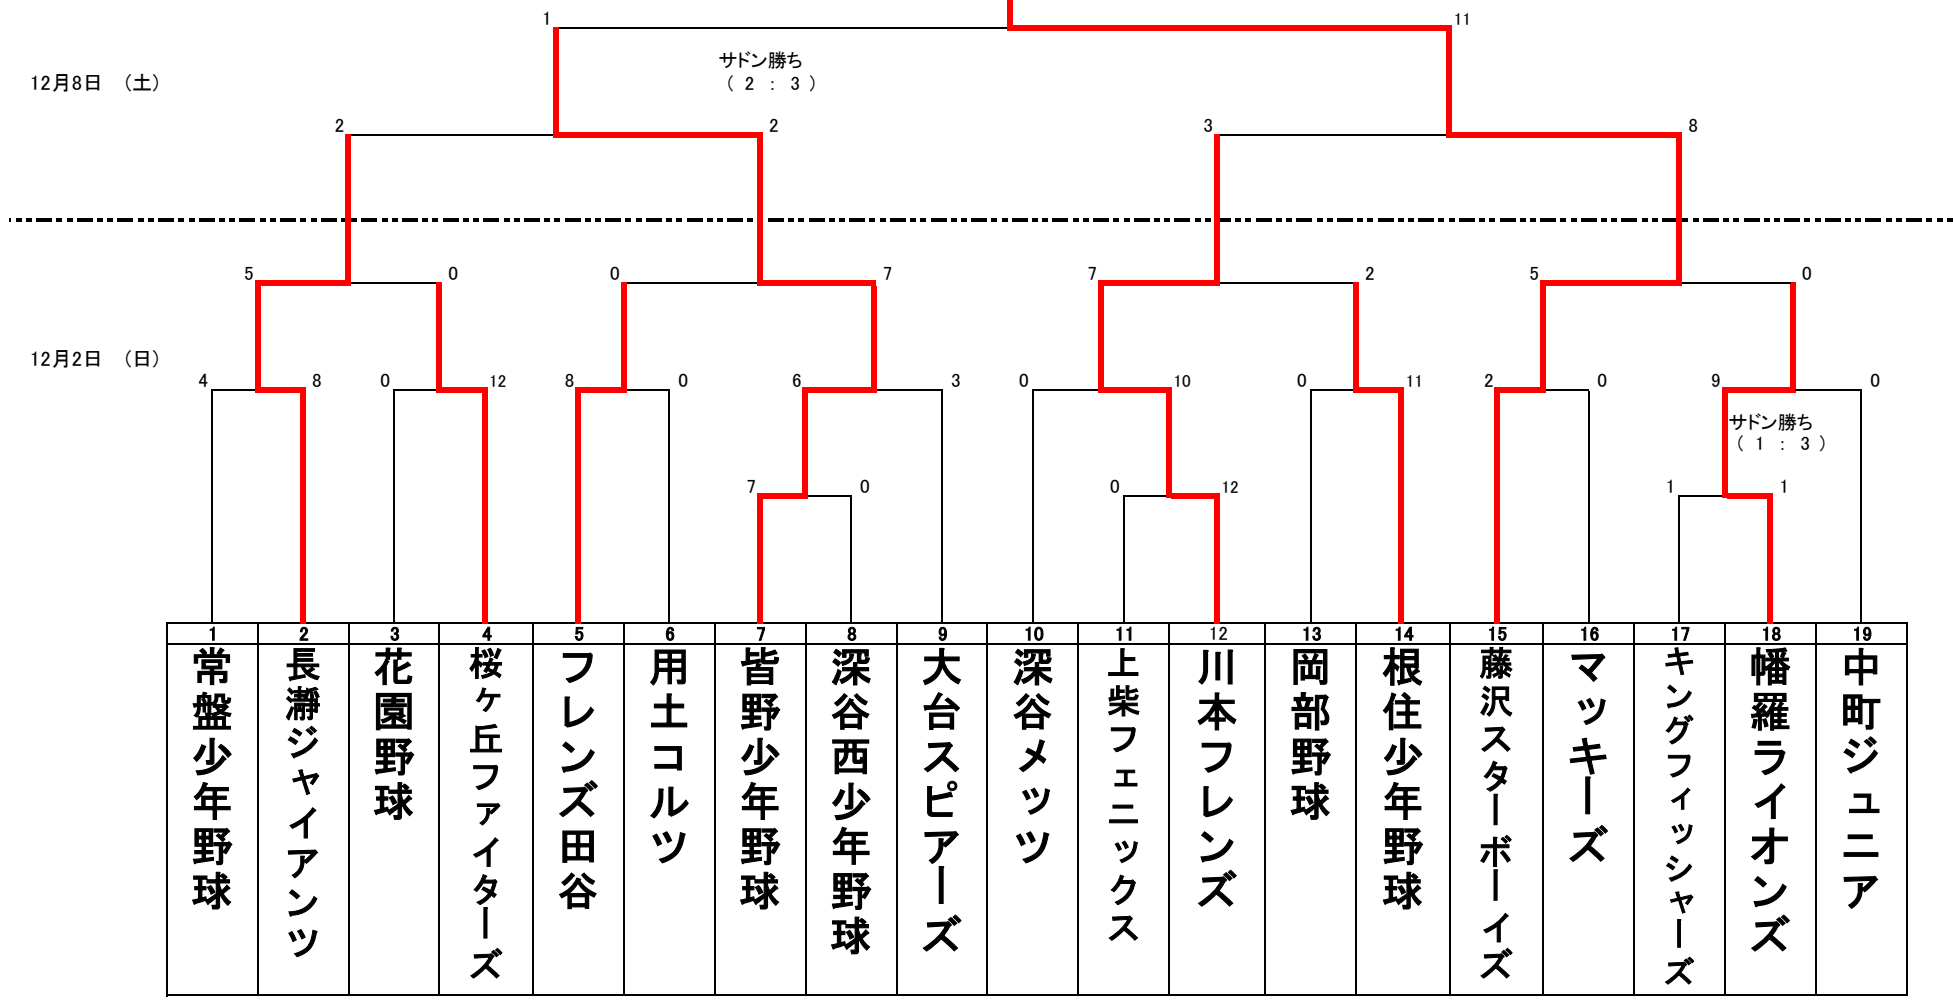 1 11
サドン勝ち
( 2 : 3 )
12月8日 (土)
2 2 3 8
5 0 0 7 7 2 5 0
12月2日 (日)
4 8 0 12 8 0 6 3 0 10 0 11 2 0 9 0
サドン勝ち
( 1 : 3 )
7 0 0 12 1 1
1 2 3 4 5 6 7 8 9 10 11 12 13 14 15 16 17 18 19
常盤少年野球
長瀞ジャイアンツ
花園野球
桜ヶ丘ファイターズ
フレンズ田谷
用土コルツ
皆野少年野球
深谷西少年野球
大台スピアーズ
深谷メッツ
上柴フェニックス
川本フレンズ
岡部野球
根住少年野球
藤沢スターボーイズ
マッキーズ
キングフィッシャーズ
幡羅ライオンズ
中町ジュニア